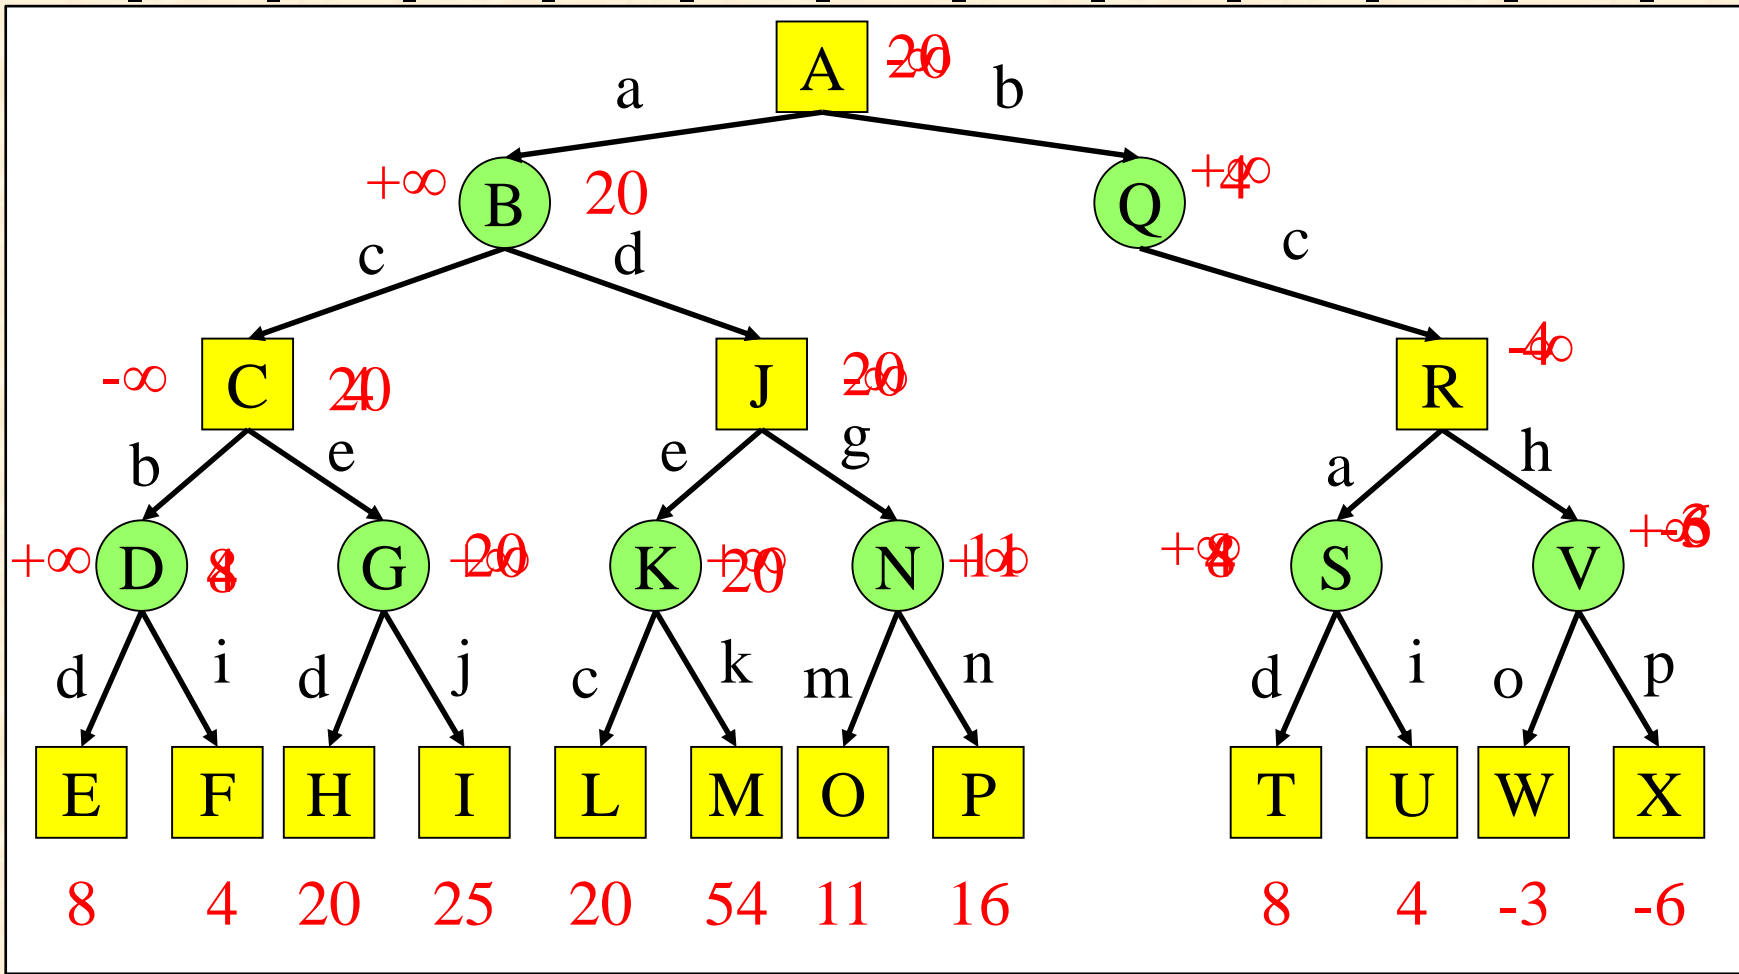 A
a b
+∞ B 20 Q
c d c
-∞ C J R
b e e g a h
+∞ D G K N S V
d i d j c k m n d i o p
E F H I L M O P T U W X
8 4 20 25 20 54 11 16 8 4 -3 -6